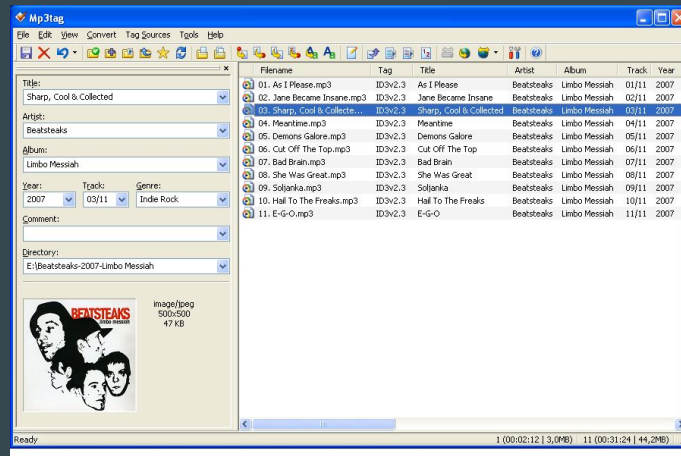 Mp3tag
File Edit View Convert Tag Sources Tools Help
Filename Tag Title Artist Album Track Year
Title:
Sharp, Cool & Collected
Artist:
Beatsteaks
Album:
Limbo Messiah
Year: Track: Genre:
2007 03/11 Indie Rock
Comment:
Directory:
E:\Beatsteaks-2007-Limbo Messiah
BEATSTEAKS
limbo messiah
image/jpeg
500x500
47 KB
01. As I Please.mp3 ID3v2.3 As I Please Beatsteaks Limbo Messiah 01/11 2007
02. Jane Became Insane.mp3 ID3v2.3 Jane Became Insane Beatsteaks Limbo Messiah 02/11 2007
03. Sharp, Cool & Collecte... ID3v2.3 Sharp, Cool & Collected Beatsteaks Limbo Messiah 03/11 2007
04. Meantime.mp3 ID3v2.3 Meantime Beatsteaks Limbo Messiah 04/11 2007
05. Demons Galore.mp3 ID3v2.3 Demons Galore Beatsteaks Limbo Messiah 05/11 2007
06. Cut Off The Top.mp3 ID3v2.3 Cut Off The Top Beatsteaks Limbo Messiah 06/11 2007
07. Bad Brain.mp3 ID3v2.3 Bad Brain Beatsteaks Limbo Messiah 07/11 2007
08. She Was Great.mp3 ID3v2.3 She Was Great Beatsteaks Limbo Messiah 08/11 2007
09. Soljanka.mp3 ID3v2.3 Soljanka Beatsteaks Limbo Messiah 09/11 2007
10. Hail To The Freaks.mp3 ID3v2.3 Hail To The Freaks Beatsteaks Limbo Messiah 10/11 2007
11. E-G-O.mp3 ID3v2.3 E-G-O Beatsteaks Limbo Messiah 11/11 2007
Ready 1 (00:02:12 | 3,0MB) 11 (00:31:24 | 44,2MB)